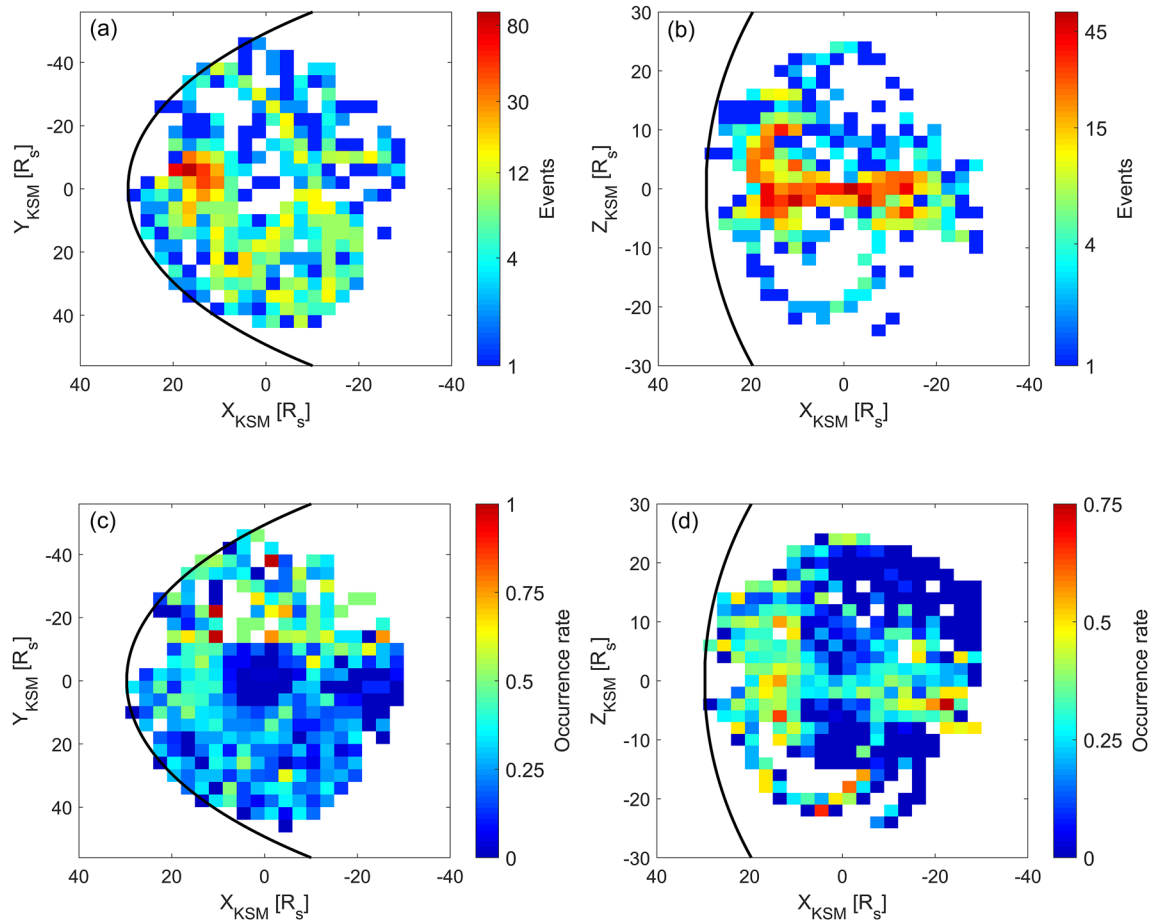 (a)
-40
-20
0
20
40
Y_KSM [R_s]
40 20 0 -20 -40
X_KSM [R_s]
80
30
12
4
1
Events
(b)
30
20
10
0
-10
-20
-30
Z_KSM [R_s]
40 20 0 -20 -40
X_KSM [R_s]
45
15
4
1
Events
(c)
-40
-20
0
20
40
Y_KSM [R_s]
40 20 0 -20 -40
X_KSM [R_s]
1
0.75
0.5
0.25
0
Occurrence rate
(d)
30
20
10
0
-10
-20
-30
Z_KSM [R_s]
40 20 0 -20 -40
X_KSM [R_s]
0.75
0.5
0.25
0
Occurrence rate